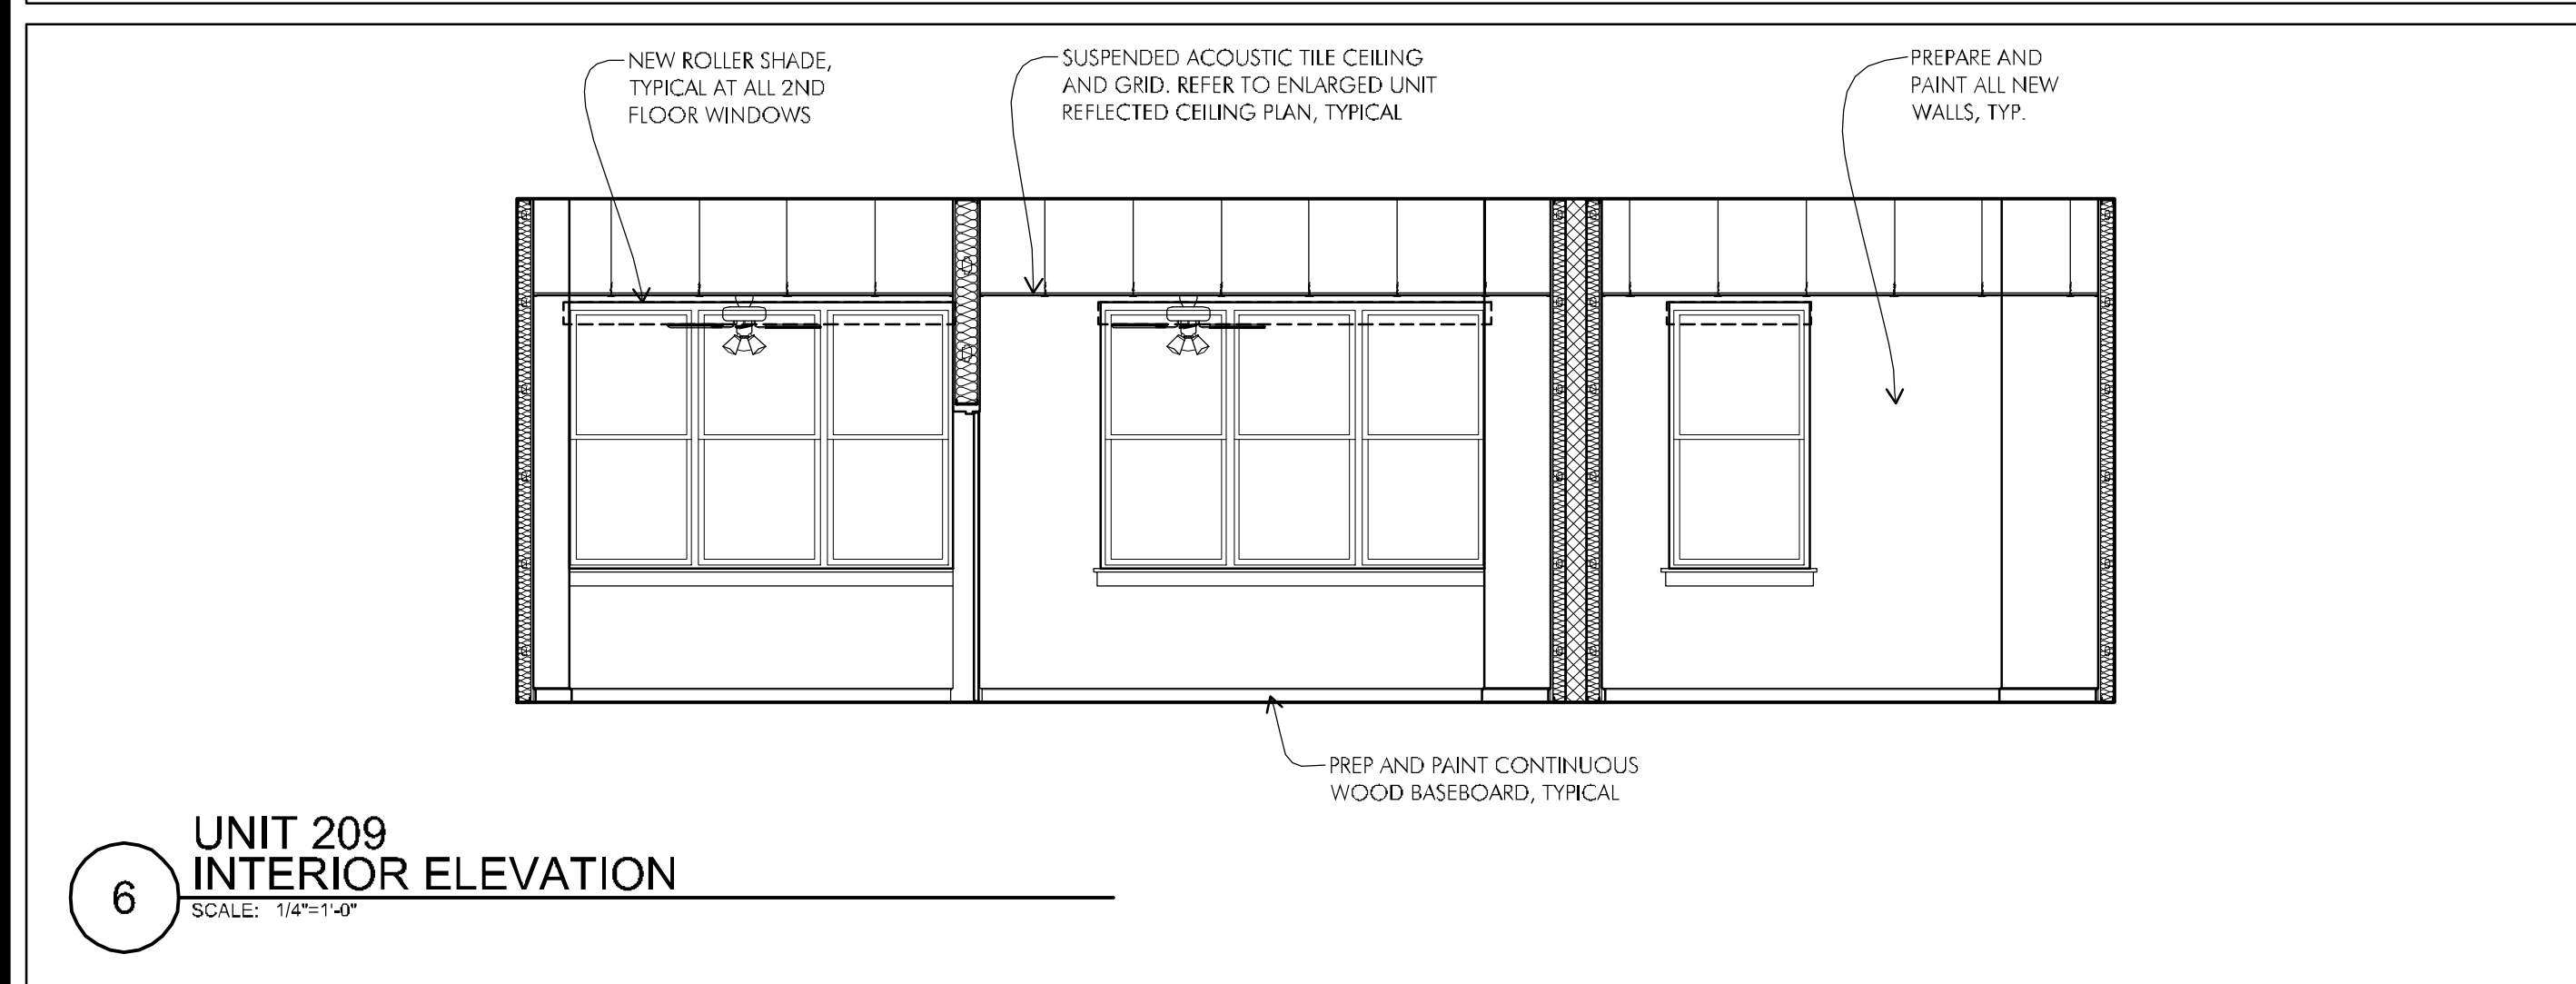 NEW ROLLER SHADE,
TYPICAL AT ALL 2ND
FLOOR WINDOWS
SUSPENDED ACOUSTIC TILE CEILING
AND GRID. REFER TO ENLARGED UNIT
REFLECTED CEILING PLAN, TYPICAL
PREPARE AND
PAINT ALL NEW
WALLS, TYP.
PREP AND PAINT CONTINUOUS
WOOD BASEBOARD, TYPICAL
6
UNIT 209
INTERIOR ELEVATION
SCALE: 1/4"=1'-0"